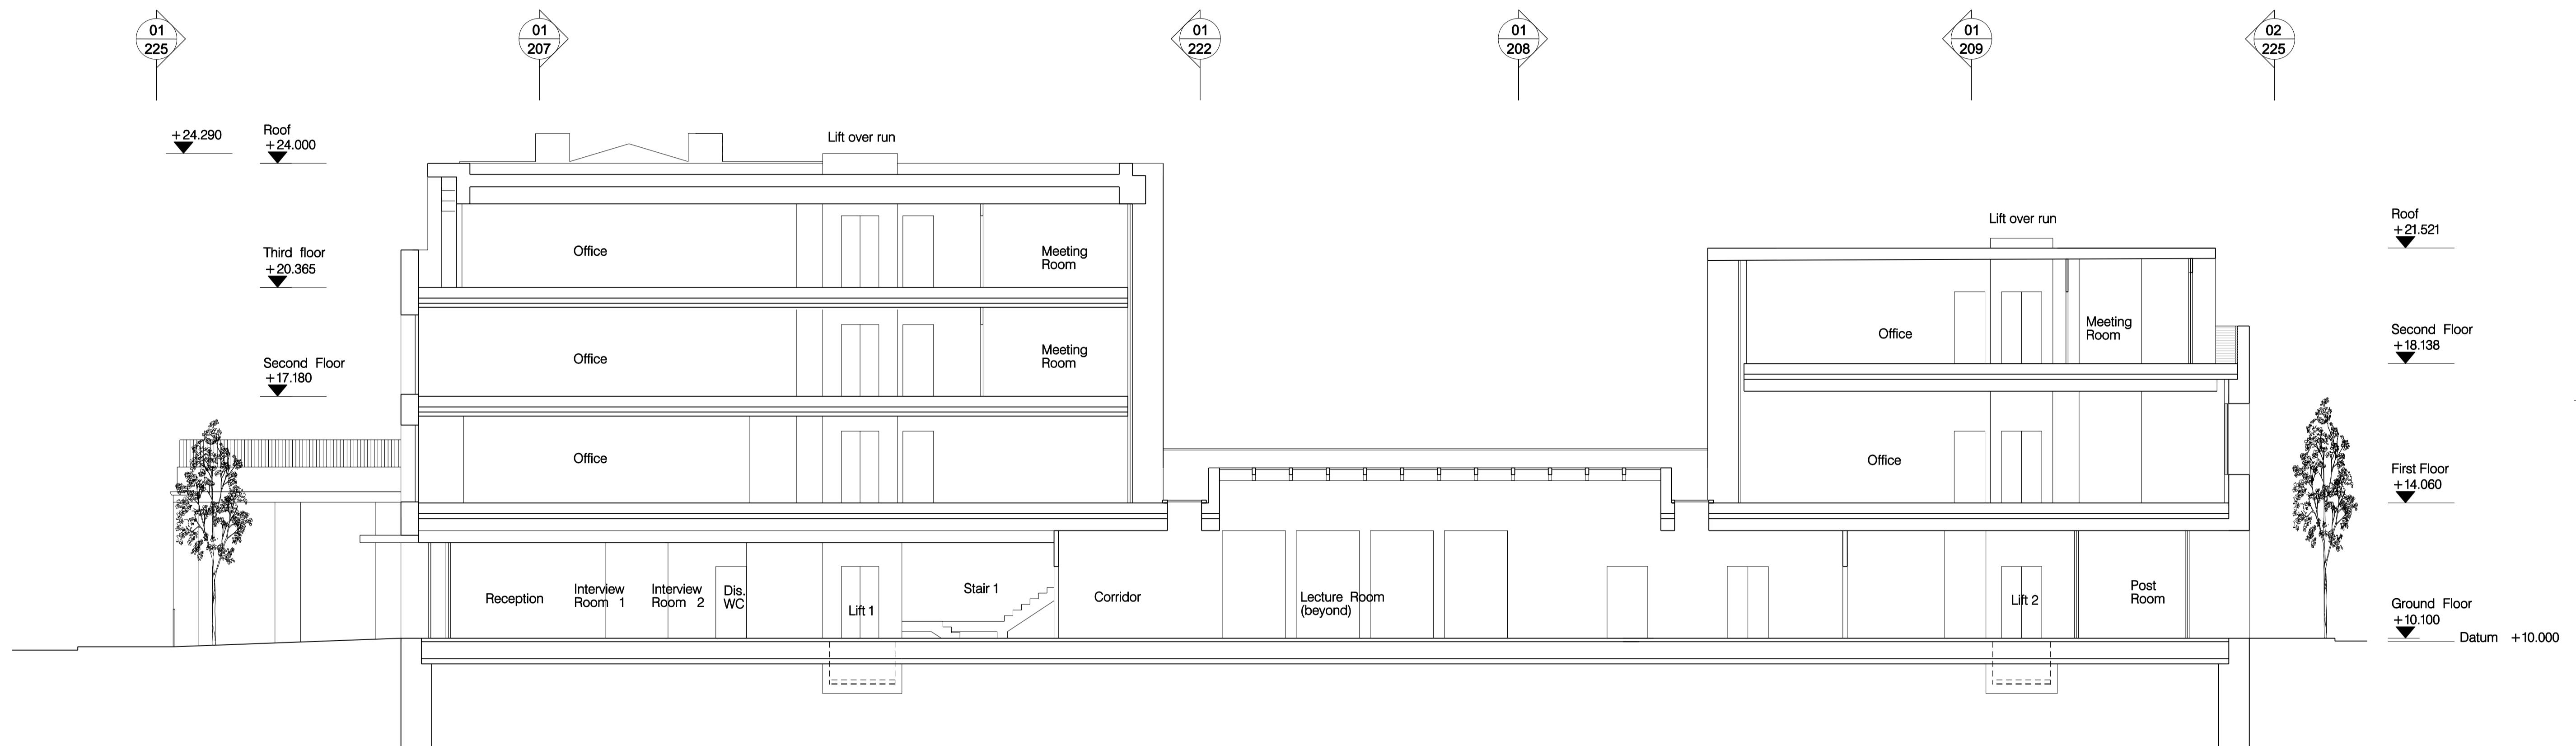 01
225
01
207
01
222
01
208
01
209
02
225
+24.290
Roof
+24.000
Lift over run
Third floor
+20.365
Second Floor
+17.180
Office
Meeting
Room
Office
Meeting
Room
Office
Reception
Interview
Room 1
Interview
Room 2
Dis.
WC
Lift 1
Stair 1
Corridor
Lecture Room
(beyond)
Lift over run
Office
Meeting
Room
Office
Lift 2
Post
Room
Roof
+21.521
Second Floor
+18.138
First Floor
+14.060
Ground Floor
+10.100
Datum +10.000